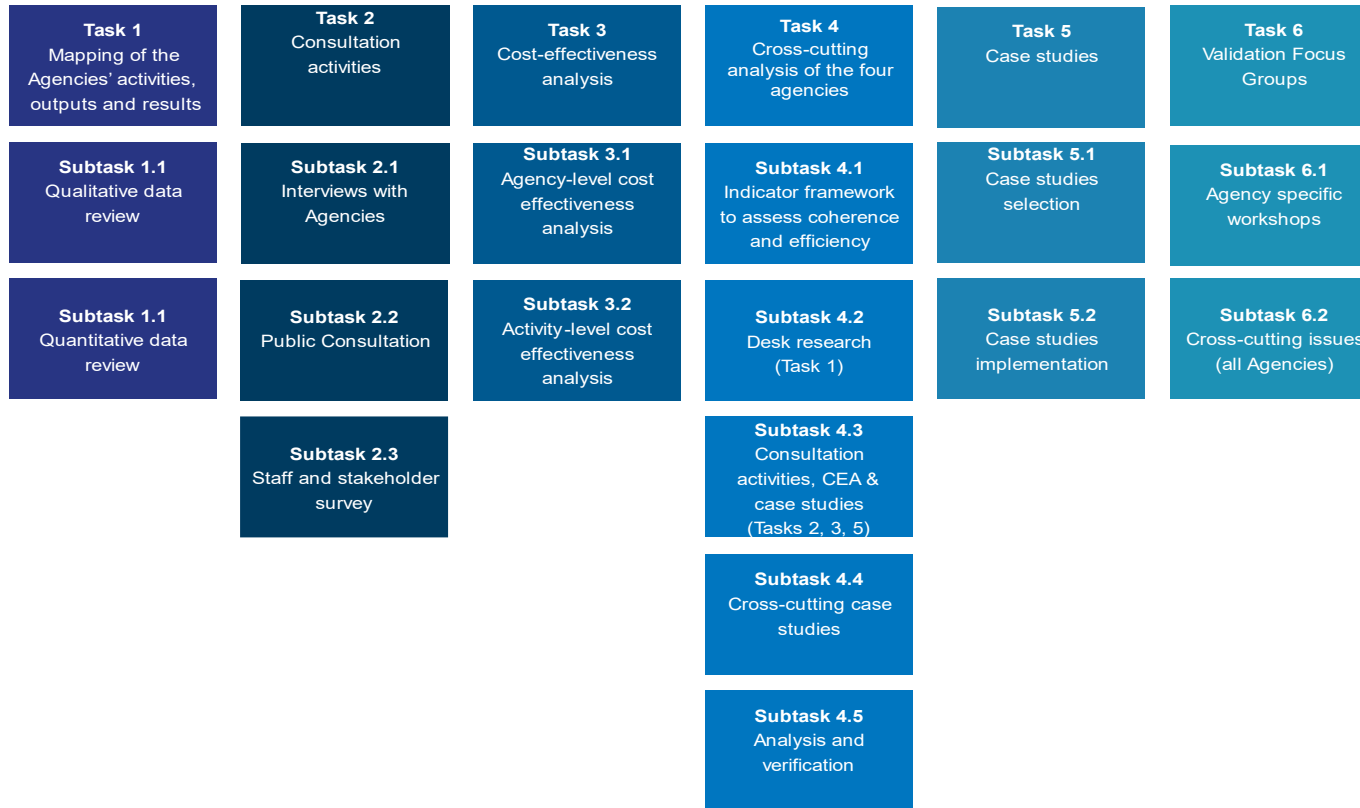 Task 1
Mapping of the
Agencies' activities,
outputs and results
Subtask 1.1
Qualitative data
review
Subtask 1.1
Quantitative data
review
Task 2
Consultation
activities
Subtask 2.1
Interviews with
Agencies
Subtask 2.2
Public Consultation
Subtask 2.3
Staff and stakeholder
survey
Task 3
Cost-effectiveness
analysis
Subtask 3.1
Agency-level cost
effectiveness
analysis
Subtask 3.2
Activity-level cost
effectiveness
analysis
Task 4
Cross-cutting
analysis of the four
agencies
Subtask 4.1
Indicator framework
to assess coherence
and efficiency
Subtask 4.2
Desk research
(Task 1)
Subtask 4.3
Consultation
activities, CEA &
case studies
(Tasks 2, 3, 5)
Subtask 4.4
Cross-cutting case
studies
Subtask 4.5
Analysis and
verification
Task 5
Case studies
Subtask 5.1
Case studies
selection
Subtask 5.2
Case studies
implementation
Task 6
Validation Focus
Groups
Subtask 6.1
Agency specific
workshops
Subtask 6.2
Cross-cutting issues
(all Agencies)